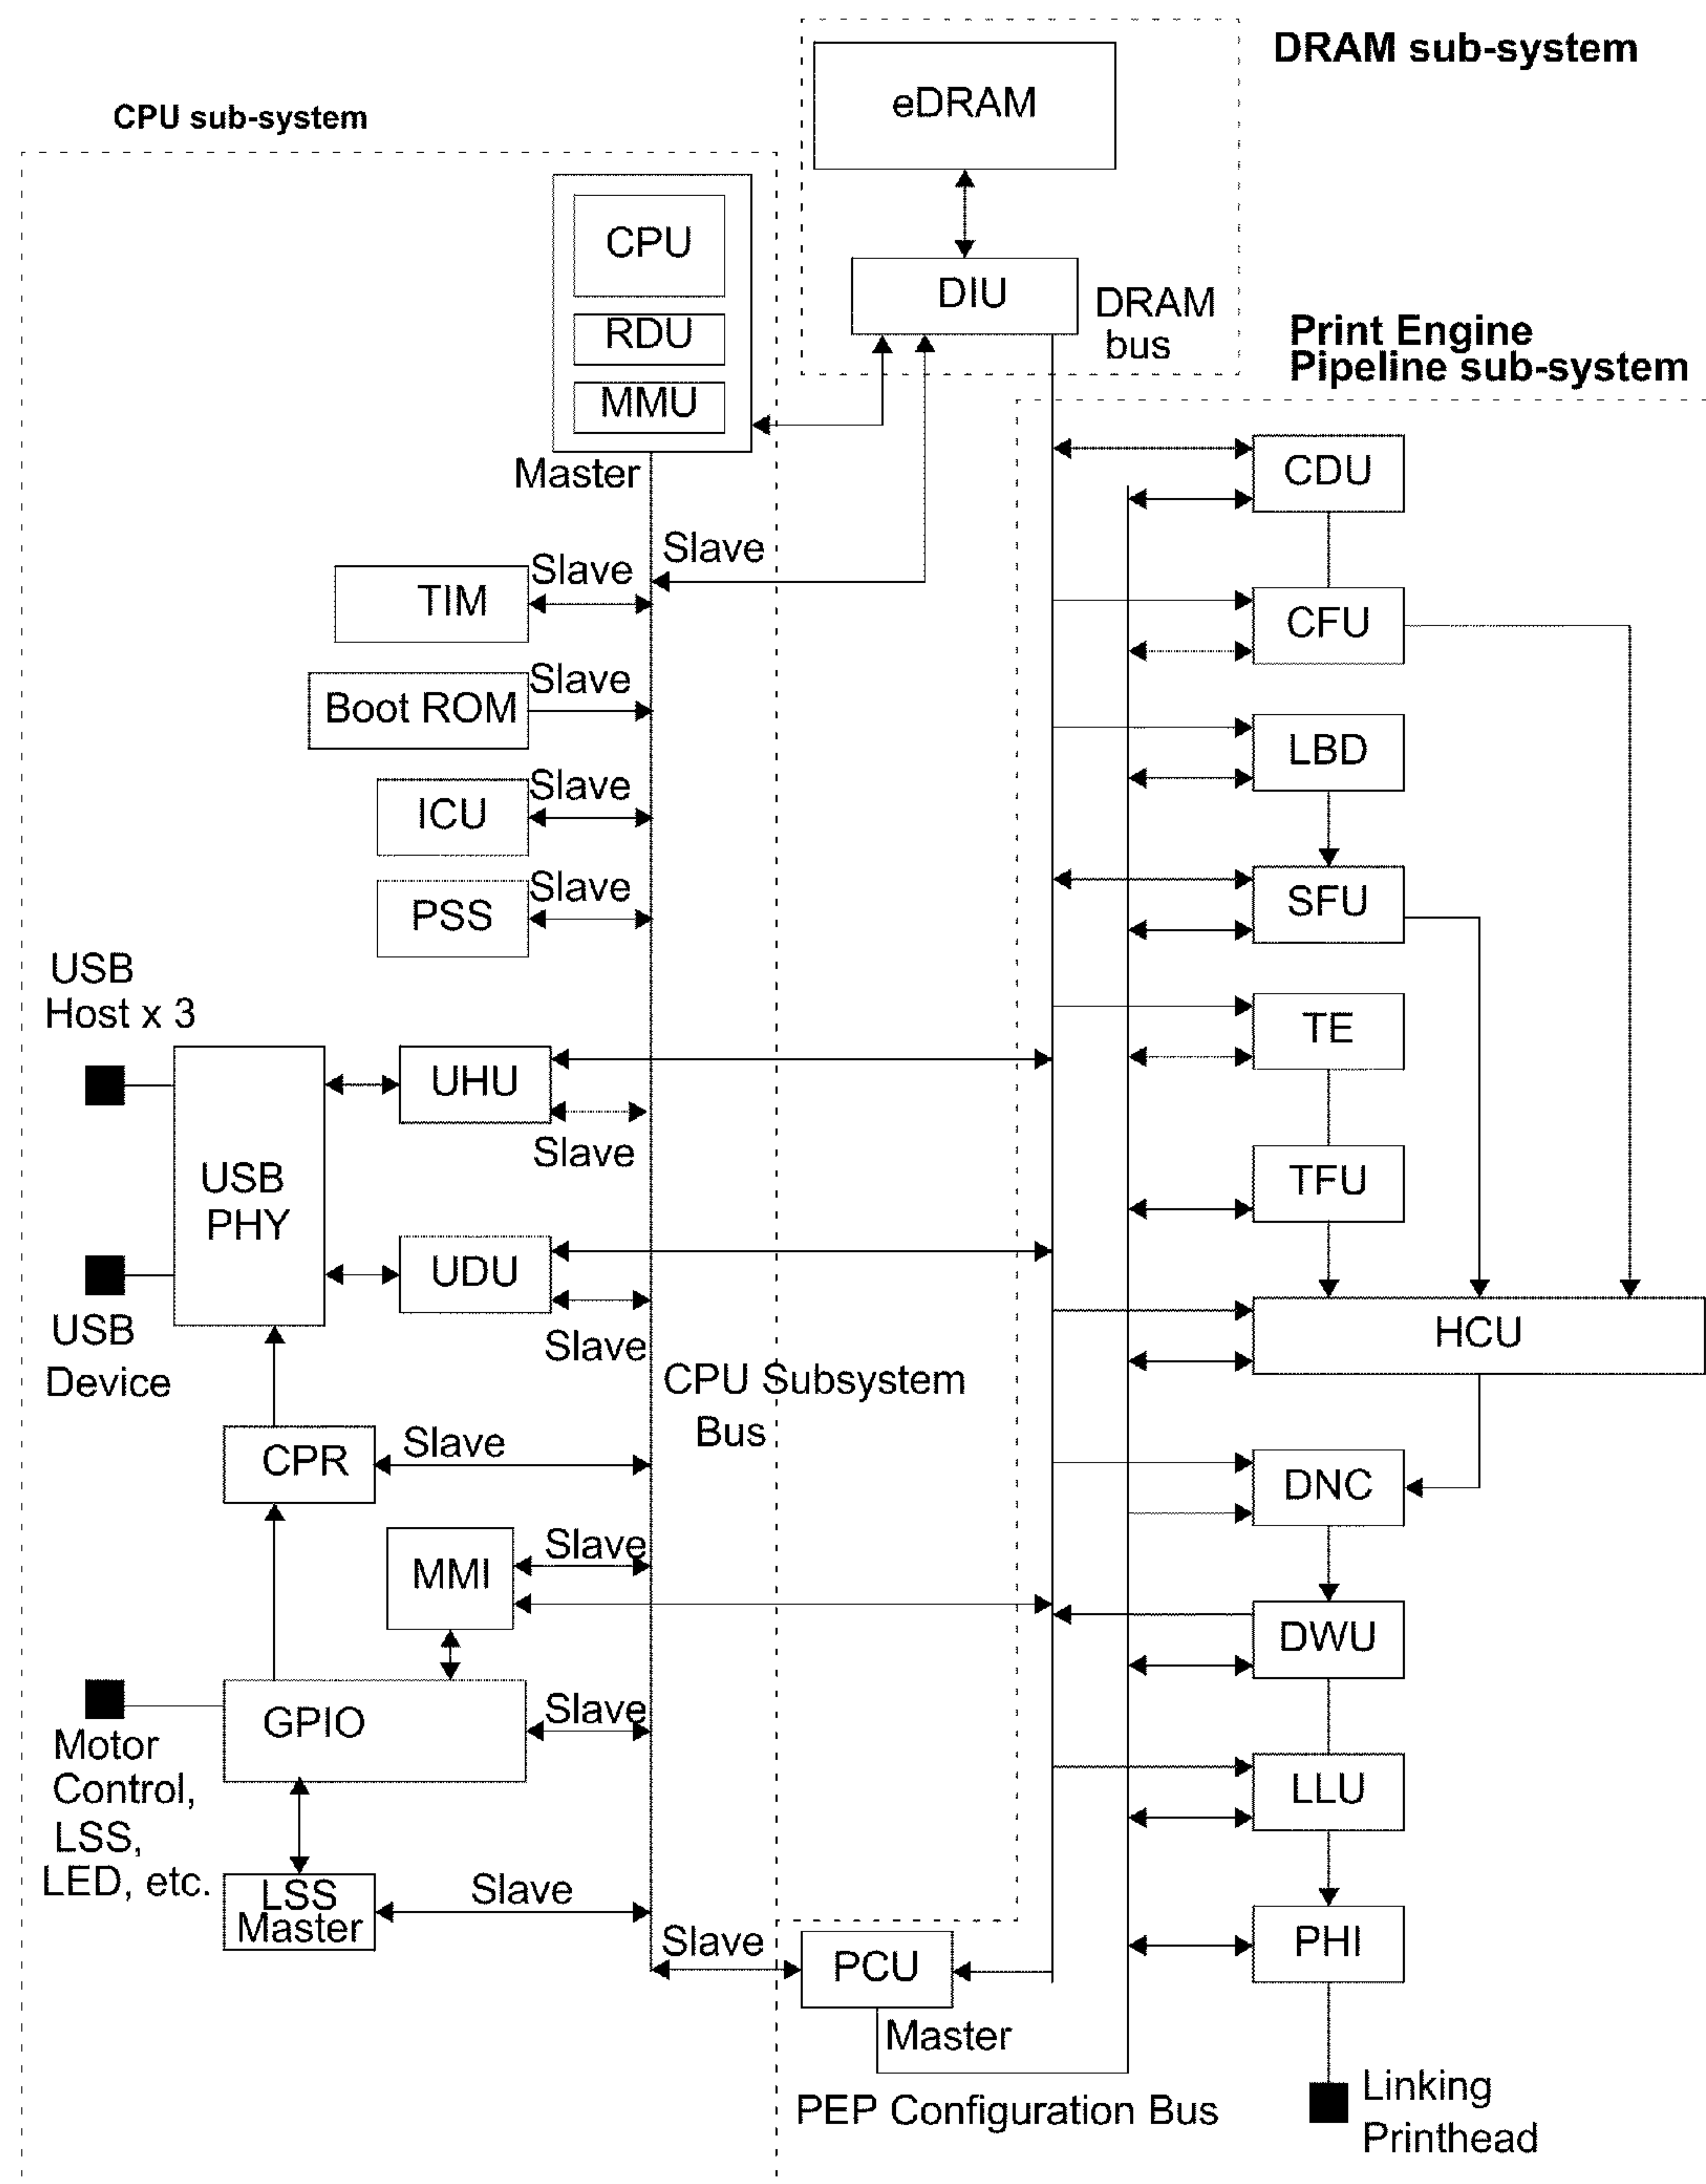 DRAM sub-system
eDRAM
CPU sub-system
CPU
DIU
DRAM
bus
RDU
MMU
Print Engine
Pipeline sub-system
Master
CDU
Slave
Slave
TIM
CFU
Slave
Boot ROM
LBD
Slave
ICU
Slave
PSS
SFU
USB
Host x 3
TE
UHU
Slave
USB
PHY
TFU
UDU
USB
Device
Slave
HCU
CPU Subsystem
Bus
CPR
Slave
DNC
MMI
Slave
DWU
GPIO
Slave
Motor
Control,
LSS,
LED, etc.
LLU
LSS
Master
Slave
Slave
PCU
PHI
Master
PEP Configuration Bus
Linking
Printhead